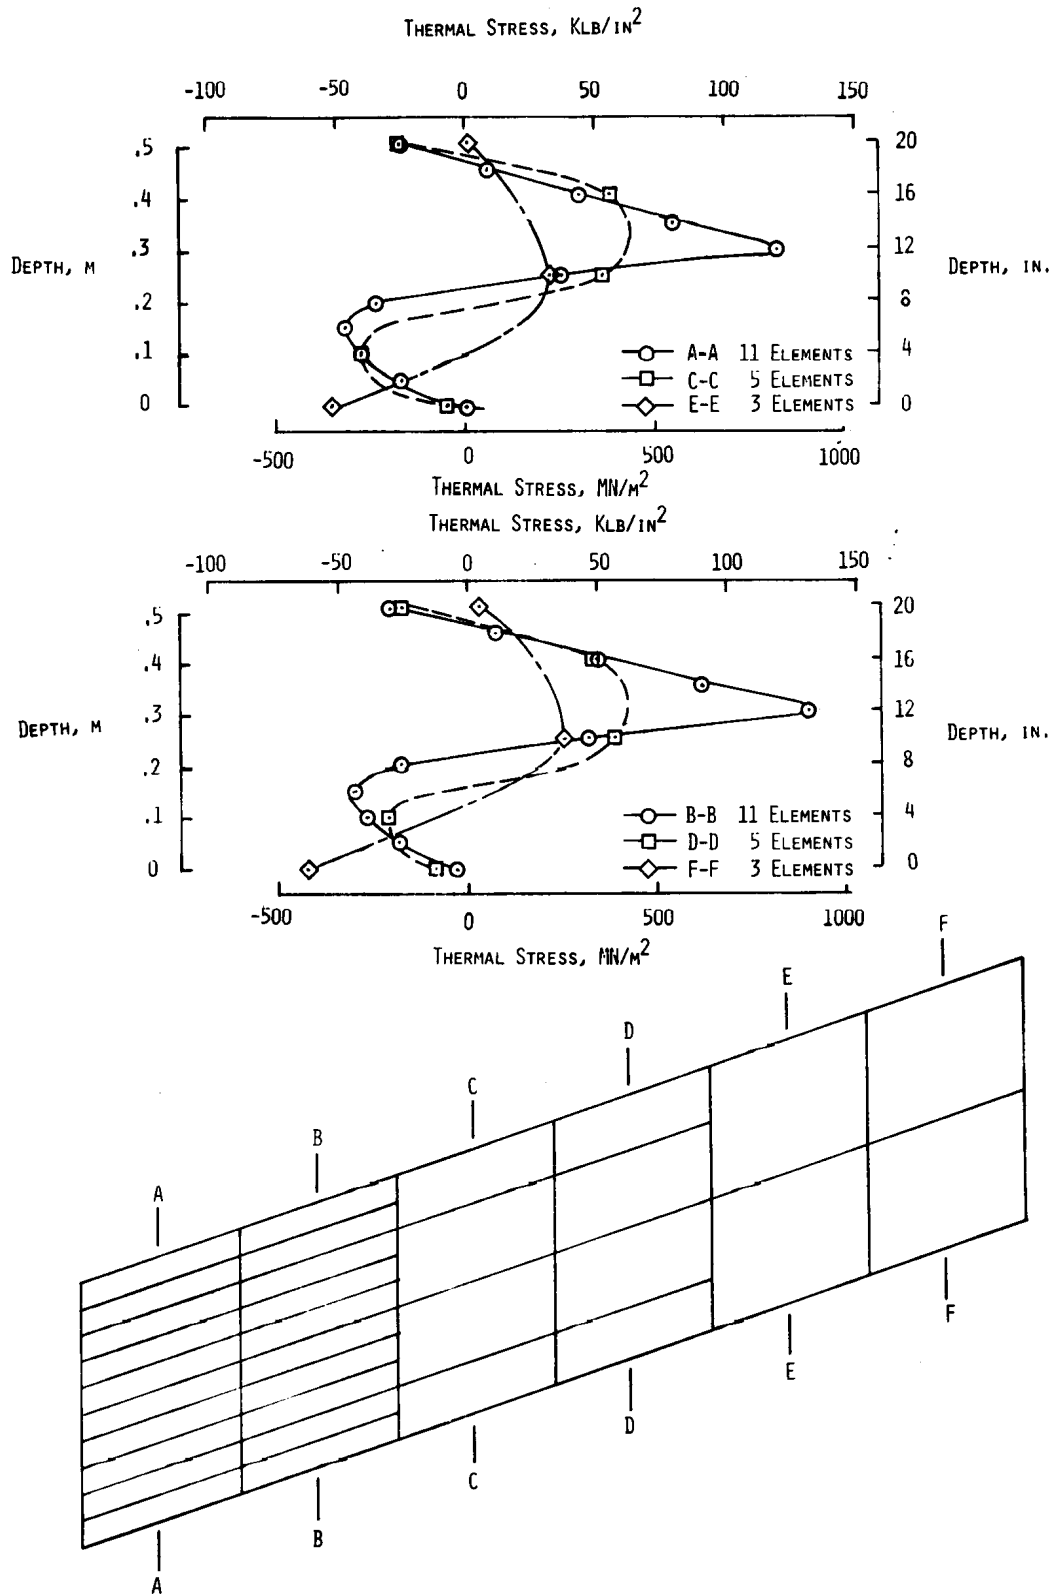 THERMAL STRESS, KLB/IN2
-100 -50 0 50 100 150
.5 20
.4 16
.3 12
DEPTH, M DEPTH, IN.
.2 8
.1 4
0 0
A-A 11 ELEMENTS
C-C 5 ELEMENTS
E-E 3 ELEMENTS
-500 0 500 1000
THERMAL STRESS, MN/M2
THERMAL STRESS, KLB/IN2
-100 -50 0 50 100 150
.5 20
.4 16
.3 12
DEPTH, M DEPTH, IN.
.2 8
.1 4
0 0
B-B 11 ELEMENTS
D-D 5 ELEMENTS
F-F 3 ELEMENTS
-500 0 500 1000
THERMAL STRESS, MN/M2
F
E
D
C
B
A
F
E
D
C
B
A